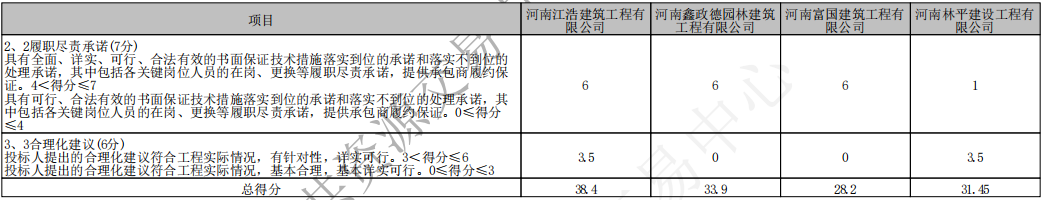 项目
河南江浩建筑工程有
限公司
河南鑫政德园林建筑
工程有限公司
河南富国建筑工程有
限公司
河南林平建设工程有
限公司
2、2履职尽责承诺(7分)
具有全面、详实、可行、合法有效的书面保证技术措施落实到位的承诺和落实不到位的
处理承诺，其中包括各关键岗位人员的在岗、更换等履职尽责承诺，提供承包商履约保
证。4<得分≤7
具有可行、合法有效的书面保证技术措施落实到位的承诺和落实不到位的处理承诺，其
中包括各关键岗位人员的在岗、更换等履职尽责承诺，提供承包商履约保证。0≤得分
≤4
6
6
6
1
3、3合理化建议(6分)
投标人提出的合理化建议符合工程实际情况，有针对性，详实可行。3<得分≤6
投标人提出的合理化建议符合工程实际情况，基本合理，基本详实可行。0≤得分≤3
3.5
0
0
3.5
总得分
38.4
33.9
28.2
31.45
共资源交易
易中心